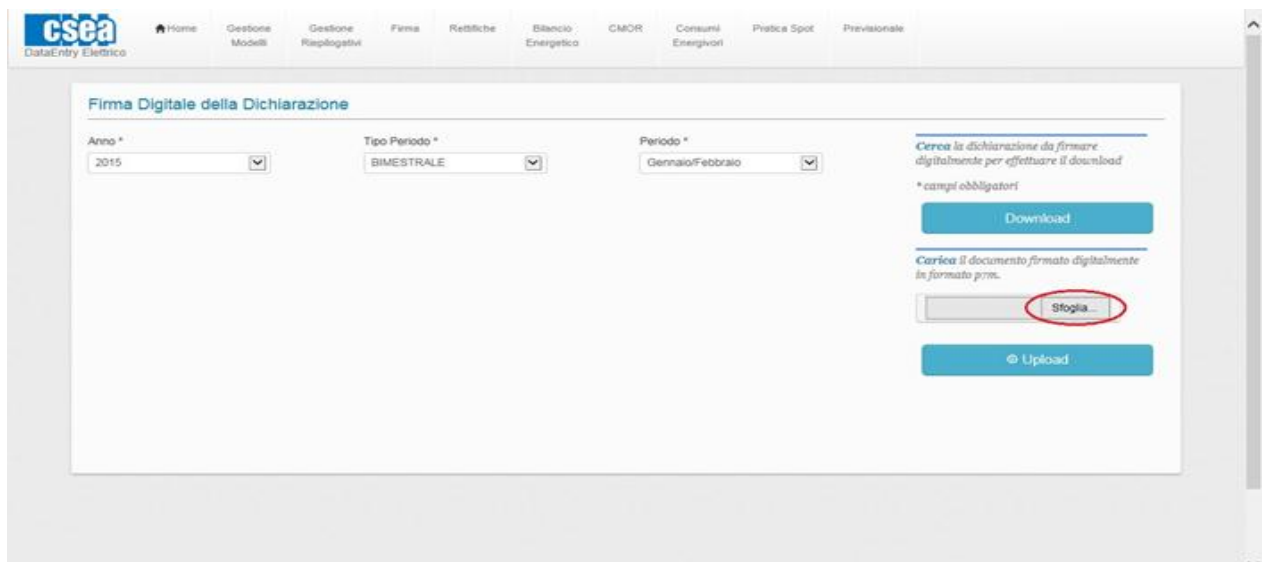 csea
DataEntry Elettrico
Home
Gestione Modelli
Gestione Riepilogativi
Firma
Rettifiche
Bilancio Energetico
CMOR
Consumi Energivori
Pratica Spot
Previsionale
Firma Digitale della Dichiarazione
Anno *
Tipo Periodo *
Periodo *
2015
BIMESTRALE
Gennaio/Febbraio
Cerca la dichiarazione da firmare
digitalmente per effettuare il download
* campi obbligatori
Download
Carica il documento firmato digitalmente
in formato p7m.
Sfoglia...
Upload